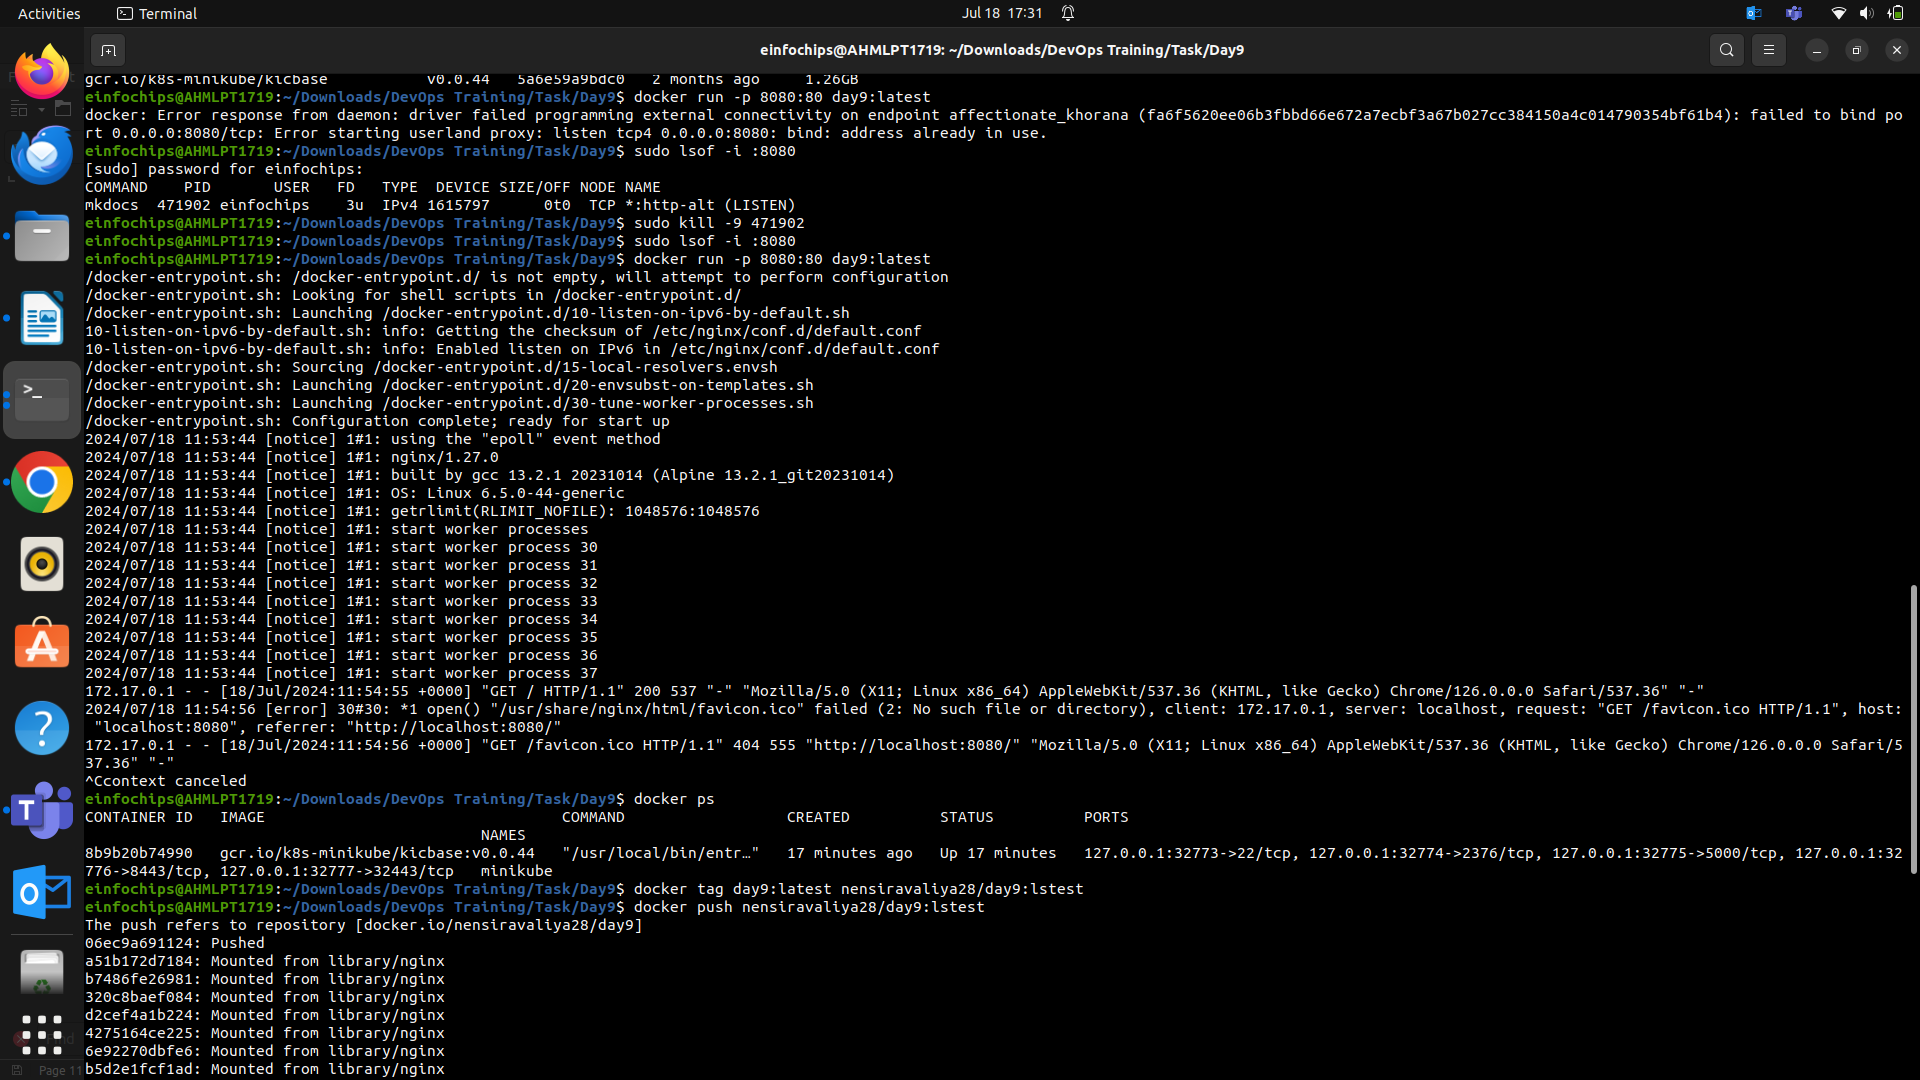 Activities
Terminal
Jul 18 17:31
einfochips@AHMLPT1719: ~/Downloads/DevOps Training/Task/Day9
gcr.io/k8s-minikube/kicbase v0.0.44 5a6e59a9bdc0 2 months ago 1.26GB
einfochips@AHMLPT1719:~/Downloads/DevOps Training/Task/Day9$ docker run -p 8080:80 day9:latest
docker: Error response from daemon: driver failed programming external connectivity on endpoint affectionate_khorana (fa6f5620ee06b3fbbd66e672a7ecbf3a67b027cc384150a4c014790354bf61b4): failed to bind po
rt 0.0.0.0:8080/tcp: Error starting userland proxy: listen tcp4 0.0.0.0:8080: bind: address already in use.
einfochips@AHMLPT1719:~/Downloads/DevOps Training/Task/Day9$ sudo lsof -i :8080
[sudo] password for einfochips:
COMMAND PID USER FD TYPE DEVICE SIZE/OFF NODE NAME
mkdocs 471902 einfochips 3u IPv4 1615797 0t0 TCP *:http-alt (LISTEN)
einfochips@AHMLPT1719:~/Downloads/DevOps Training/Task/Day9$ sudo kill -9 471902
einfochips@AHMLPT1719:~/Downloads/DevOps Training/Task/Day9$ sudo lsof -i :8080
einfochips@AHMLPT1719:~/Downloads/DevOps Training/Task/Day9$ docker run -p 8080:80 day9:latest
/docker-entrypoint.sh: /docker-entrypoint.d/ is not empty, will attempt to perform configuration
/docker-entrypoint.sh: Looking for shell scripts in /docker-entrypoint.d/
/docker-entrypoint.sh: Launching /docker-entrypoint.d/10-listen-on-ipv6-by-default.sh
10-listen-on-ipv6-by-default.sh: info: Getting the checksum of /etc/nginx/conf.d/default.conf
10-listen-on-ipv6-by-default.sh: info: Enabled listen on IPv6 in /etc/nginx/conf.d/default.conf
/docker-entrypoint.sh: Sourcing /docker-entrypoint.d/15-local-resolvers.envsh
/docker-entrypoint.sh: Launching /docker-entrypoint.d/20-envsubst-on-templates.sh
/docker-entrypoint.sh: Launching /docker-entrypoint.d/30-tune-worker-processes.sh
/docker-entrypoint.sh: Configuration complete; ready for start up
2024/07/18 11:53:44 [notice] 1#1: using the "epoll" event method
2024/07/18 11:53:44 [notice] 1#1: nginx/1.27.0
2024/07/18 11:53:44 [notice] 1#1: built by gcc 13.2.1 20231014 (Alpine 13.2.1_git20231014)
2024/07/18 11:53:44 [notice] 1#1: OS: Linux 6.5.0-44-generic
2024/07/18 11:53:44 [notice] 1#1: getrlimit(RLIMIT_NOFILE): 1048576:1048576
2024/07/18 11:53:44 [notice] 1#1: start worker processes
2024/07/18 11:53:44 [notice] 1#1: start worker process 30
2024/07/18 11:53:44 [notice] 1#1: start worker process 31
2024/07/18 11:53:44 [notice] 1#1: start worker process 32
2024/07/18 11:53:44 [notice] 1#1: start worker process 33
2024/07/18 11:53:44 [notice] 1#1: start worker process 34
2024/07/18 11:53:44 [notice] 1#1: start worker process 35
2024/07/18 11:53:44 [notice] 1#1: start worker process 36
2024/07/18 11:53:44 [notice] 1#1: start worker process 37
172.17.0.1 - - [18/Jul/2024:11:54:55 +0000] "GET / HTTP/1.1" 200 537 "-" "Mozilla/5.0 (X11; Linux x86_64) AppleWebKit/537.36 (KHTML, like Gecko) Chrome/126.0.0.0 Safari/537.36" "-"
2024/07/18 11:54:56 [error] 30#30: *1 open() "/usr/share/nginx/html/favicon.ico" failed (2: No such file or directory), client: 172.17.0.1, server: localhost, request: "GET /favicon.ico HTTP/1.1", host:
"localhost:8080", referrer: "http://localhost:8080/"
172.17.0.1 - - [18/Jul/2024:11:54:56 +0000] "GET /favicon.ico HTTP/1.1" 404 555 "http://localhost:8080/" "Mozilla/5.0 (X11; Linux x86_64) AppleWebKit/537.36 (KHTML, like Gecko) Chrome/126.0.0.0 Safari/5
37.36" "-"
^Ccontext canceled
einfochips@AHMLPT1719:~/Downloads/DevOps Training/Task/Day9$ docker ps
CONTAINER ID IMAGE COMMAND CREATED STATUS PORTS
NAMES
8b9b20b74990 gcr.io/k8s-minikube/kicbase:v0.0.44 "/usr/local/bin/entr…" 17 minutes ago Up 17 minutes 127.0.0.1:32773->22/tcp, 127.0.0.1:32774->2376/tcp, 127.0.0.1:32775->5000/tcp, 127.0.0.1:32
776->8443/tcp, 127.0.0.1:32777->32443/tcp minikube
einfochips@AHMLPT1719:~/Downloads/DevOps Training/Task/Day9$ docker tag day9:latest nensiravaliya28/day9:lstest
einfochips@AHMLPT1719:~/Downloads/DevOps Training/Task/Day9$ docker push nensiravaliya28/day9:lstest
The push refers to repository [docker.io/nensiravaliya28/day9]
06ec9a691124: Pushed
a51b172d7184: Mounted from library/nginx
b7486fe26981: Mounted from library/nginx
320c8baef084: Mounted from library/nginx
d2cef4a1b224: Mounted from library/nginx
4275164ce225: Mounted from library/nginx
6e92270dbfe6: Mounted from library/nginx
b5d2e1fcf1ad: Mounted from library/nginx
Page 11